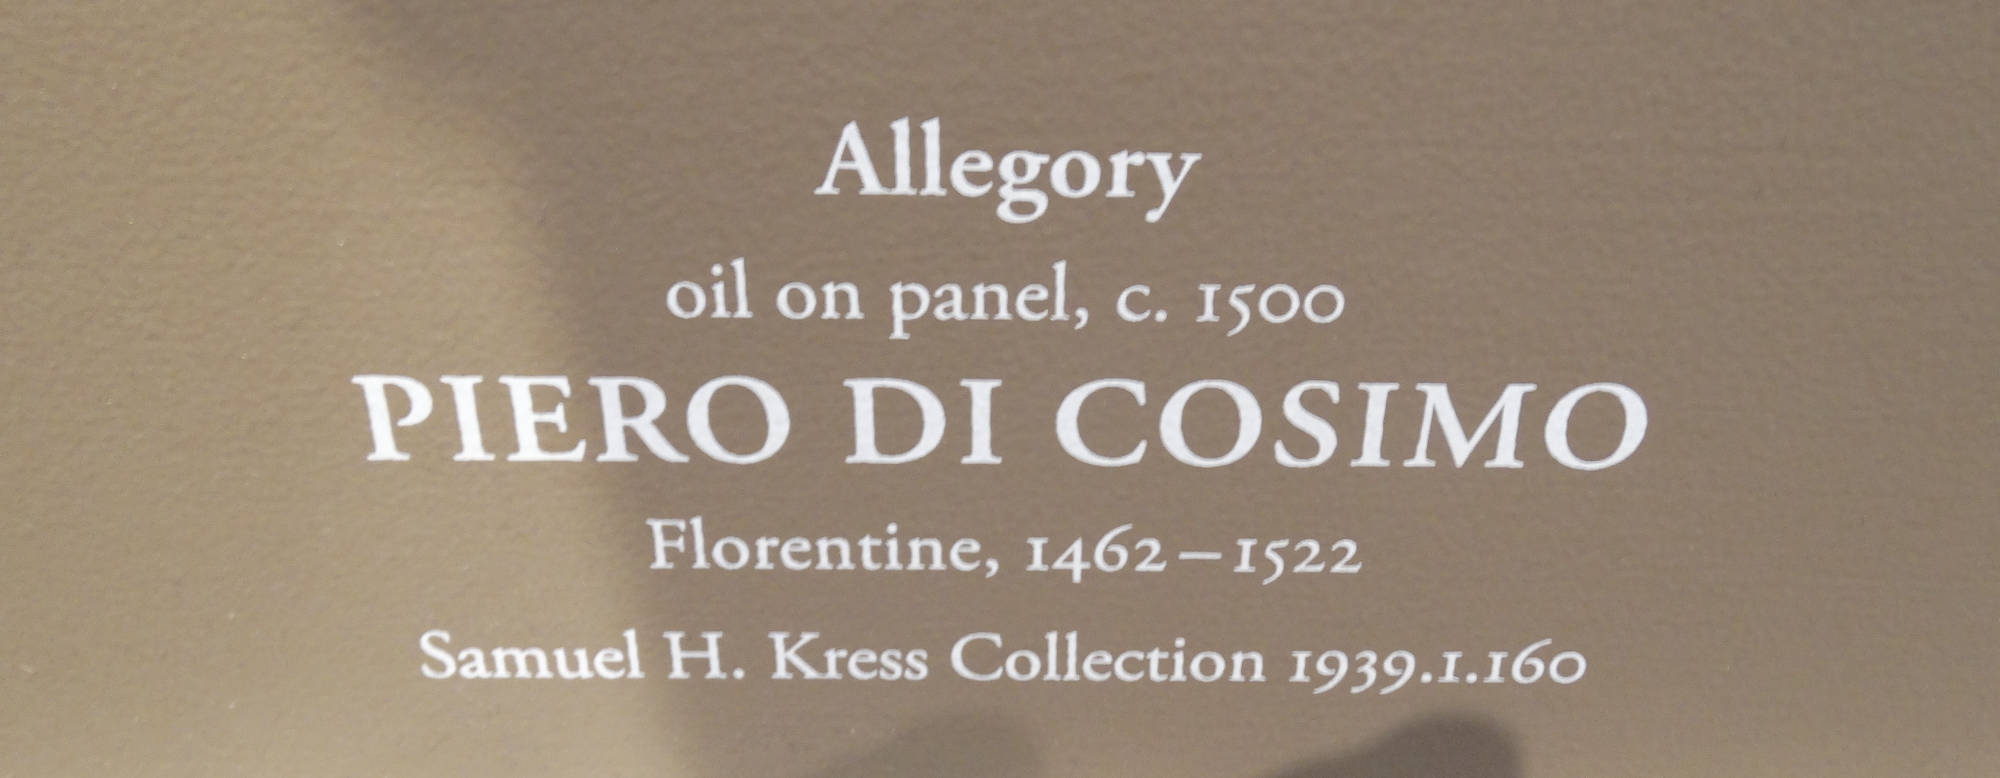 Allegory
oil on panel, c. 1500
PIERO DI COSIMO
Florentine, 1462–1522
Samuel H. Kress Collection 1939.1.160